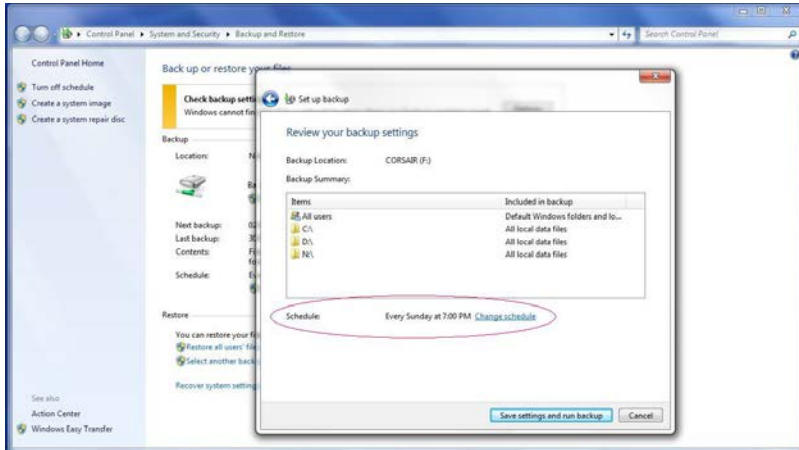 Control Panel ▸ System and Security ▸ Backup and Restore
Search Control Panel
Control Panel Home
Turn off schedule
Create a system image
Create a system repair disc
Back up or restore your files
Check backup setti
Windows cannot fin
Backup
Location:
Next backup:
Last backup:
Contents:
Schedule:
Restore
You can restore your fi
Restore all users' file
Select another back
Recover system setting
See also
Action Center
Windows Easy Transfer
Set up backup
Review your backup settings
Backup Location: CORSAIR (F:)
Backup Summary:
Items Included in backup
All users Default Windows folders and lo...
C:\ All local data files
D:\ All local data files
N:\ All local data files
Schedule: Every Sunday at 7:00 PM Change schedule
Save settings and run backup Cancel